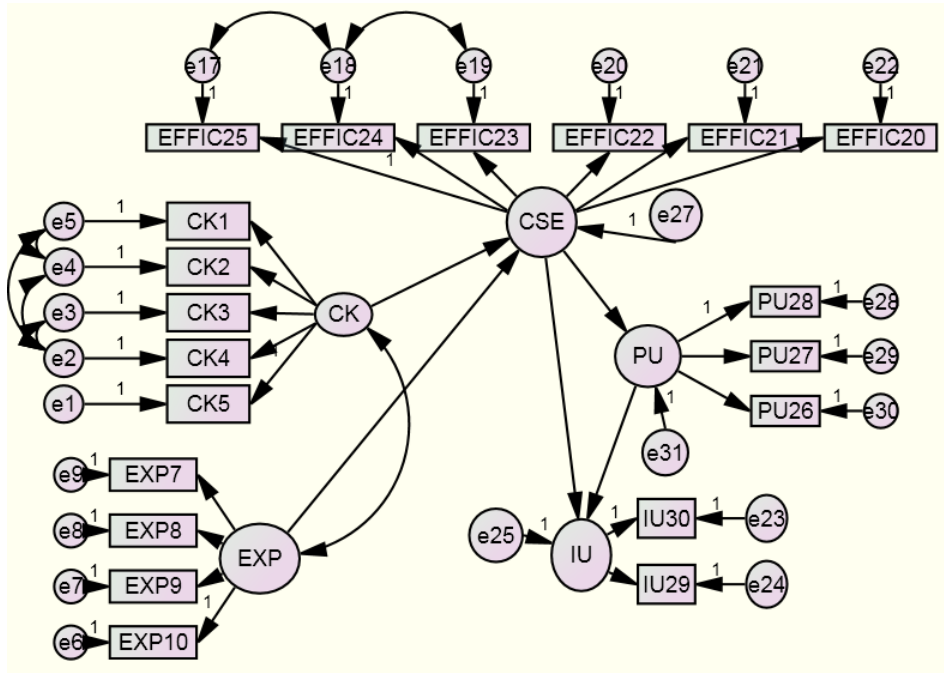 e17 e18 e19 e20 e21 e22
1 1 1 1 1 1
EFFIC25 EFFIC24 EFFIC23 EFFIC22 EFFIC21 EFFIC20
1
CSE
1
e27
e5 1 CK1
e4 1 CK2
e3 1 CK3
e2 1 CK4
e1 1 CK5
CK
PU
1 PU28 1 e28
PU27 1 e29
PU26 1 e30
1
e31
e9 1 EXP7
e8 1 EXP8
e7 1 EXP9
e6 1 EXP10
1
EXP
e25 1 IU
1 IU30 1 e23
IU29 1 e24